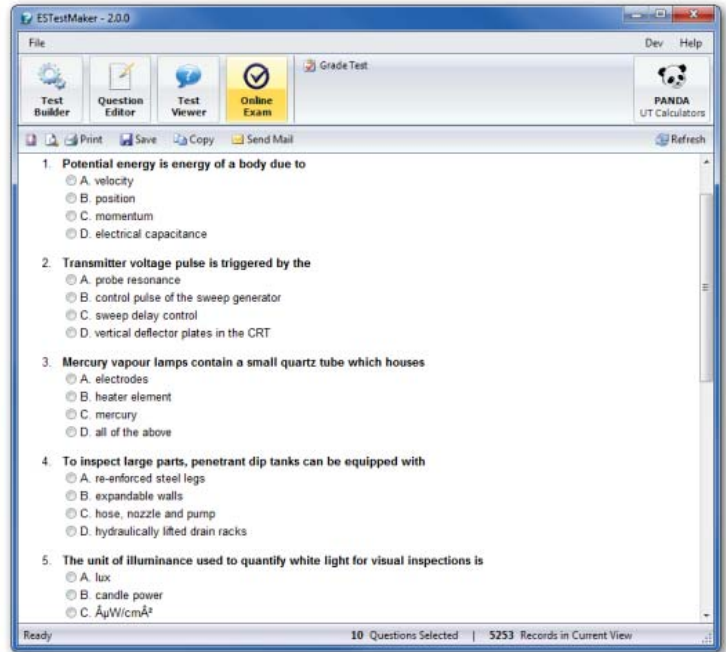 ESTestMaker - 2.0.0
File Dev Help
Test Builder
Question Editor
Test Viewer
Online Exam
Grade Test
PANDA
UT Calculators
Print Save Copy Send Mail Refresh
1. Potential energy is energy of a body due to
A. velocity
B. position
C. momentum
D. electrical capacitance
2. Transmitter voltage pulse is triggered by the
A. probe resonance
B. control pulse of the sweep generator
C. sweep delay control
D. vertical deflector plates in the CRT
3. Mercury vapour lamps contain a small quartz tube which houses
A. electrodes
B. heater element
C. mercury
D. all of the above
4. To inspect large parts, penetrant dip tanks can be equipped with
A. re-enforced steel legs
B. expandable walls
C. hose, nozzle and pump
D. hydraulically lifted drain racks
5. The unit of illuminance used to quantify white light for visual inspections is
A. lux
B. candle power
C. ÂµW/cmÂ²
Ready 10 Questions Selected | 5253 Records in Current View